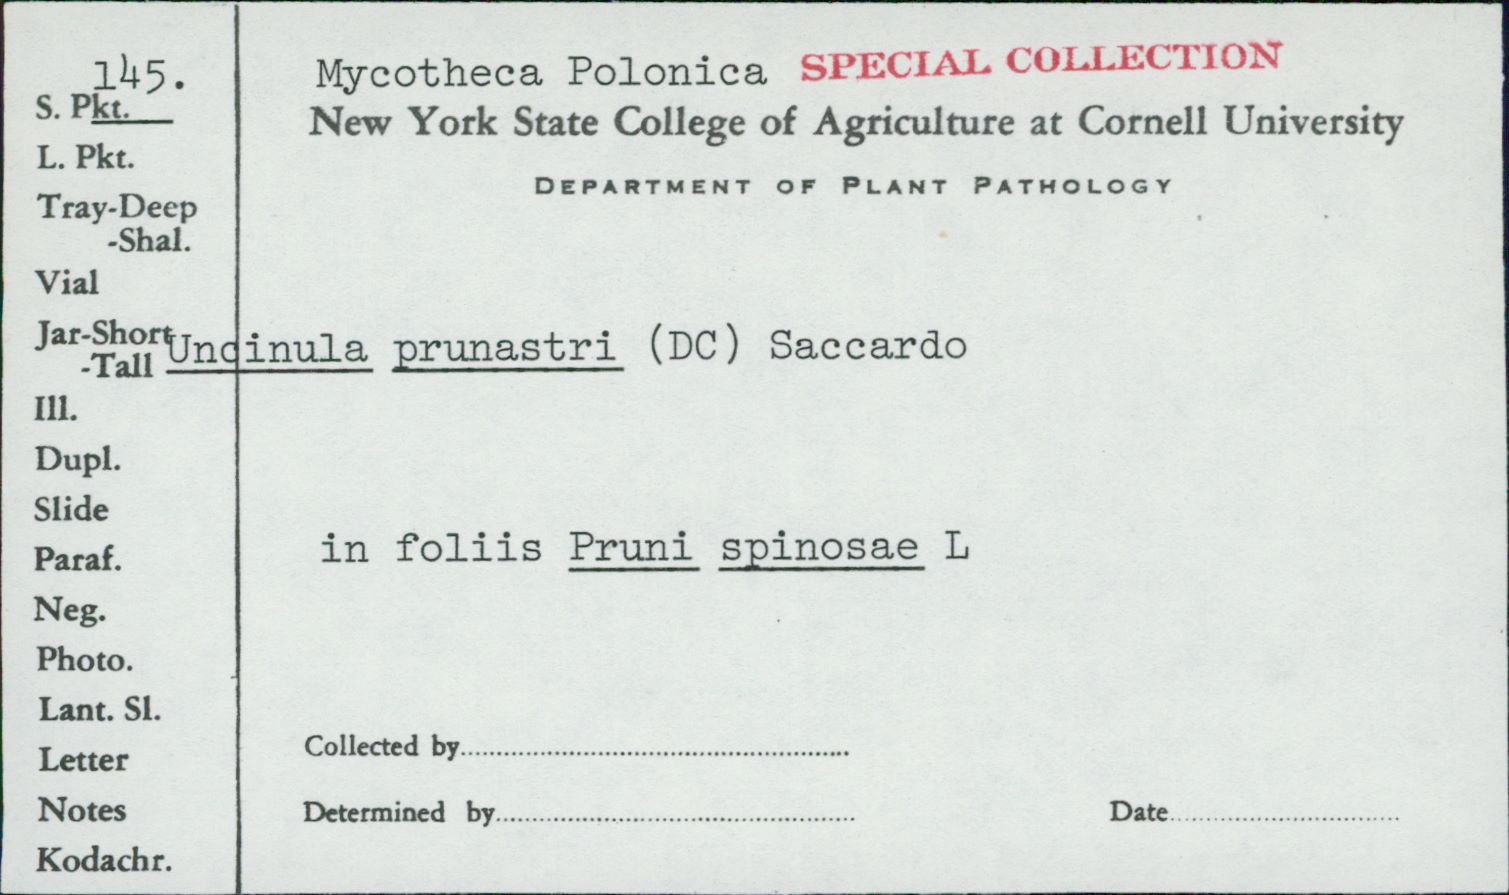 145.
S. Pkt.
L. Pkt.
Tray-Deep
-Shal.
Vial
Jar-Short
-Tall
Ill.
Dupl.
Slide
Paraf.
Neg.
Photo.
Lant. Sl.
Letter
Notes
Kodachr.
Mycotheca Polonica SPECIAL COLLECTION
New York State College of Agriculture at Cornell University
DEPARTMENT OF PLANT PATHOLOGY
Uncinula prunastri (DC) Saccardo
in foliis Pruni spinosae L
Collected by
Determined by Date